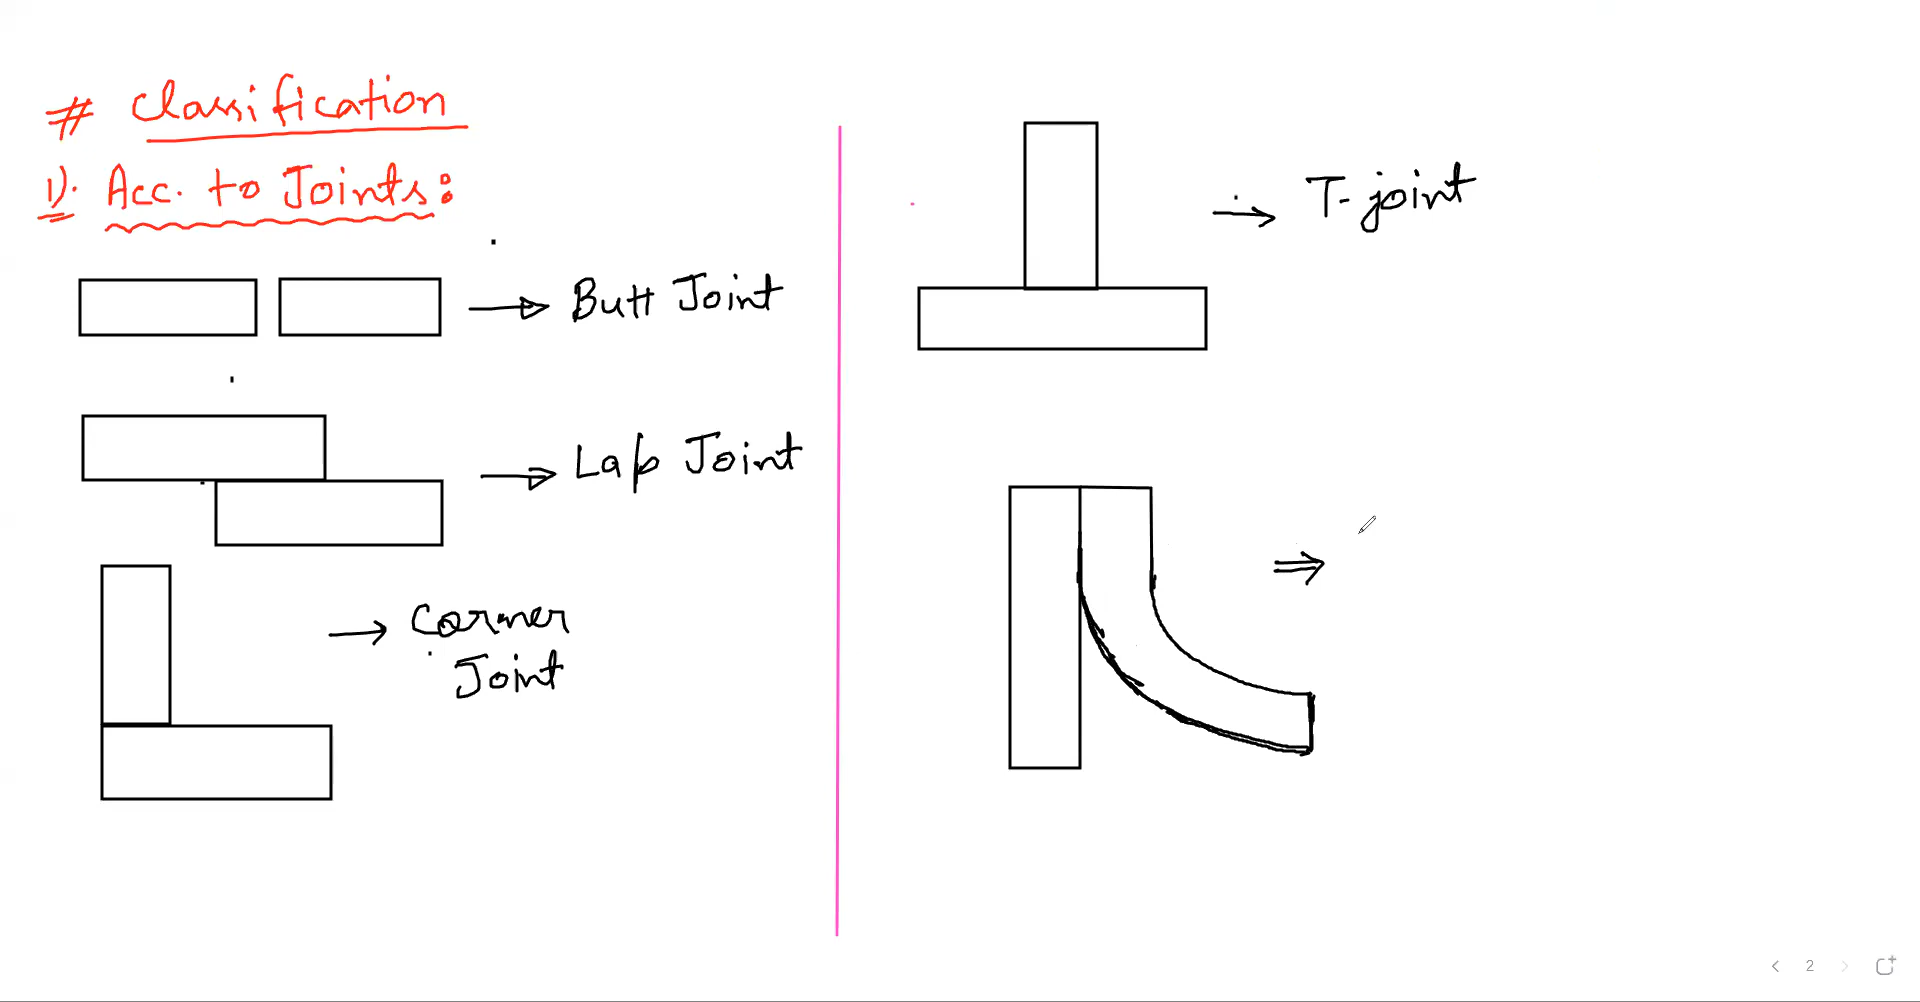 # Classification
1). Acc. to Joints:
Butt Joint
Lap Joint
Corner
Joint
T-joint
2